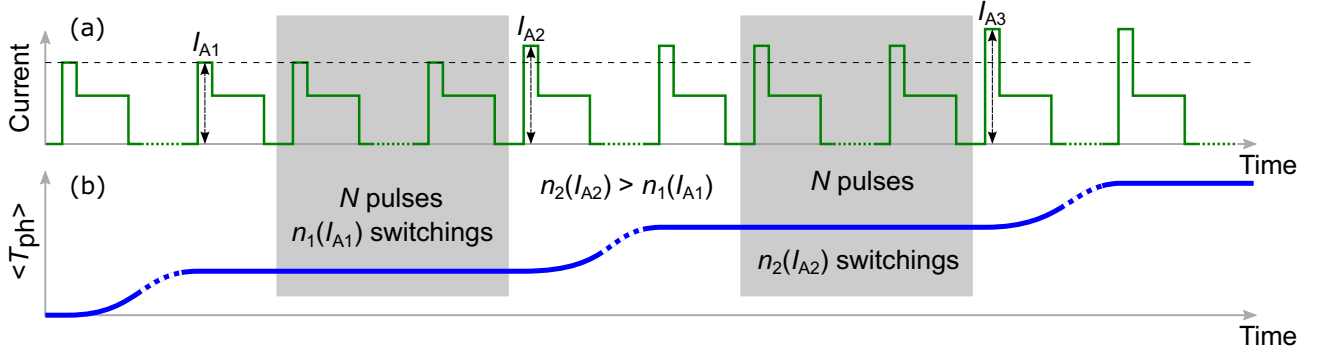 (a)
Current
I_A1
I_A2
I_A3
Time
(b)
<T_ph>
N pulses
n_1(I_A1) switchings
n_2(I_A2) > n_1(I_A1)
N pulses
n_2(I_A2) switchings
Time